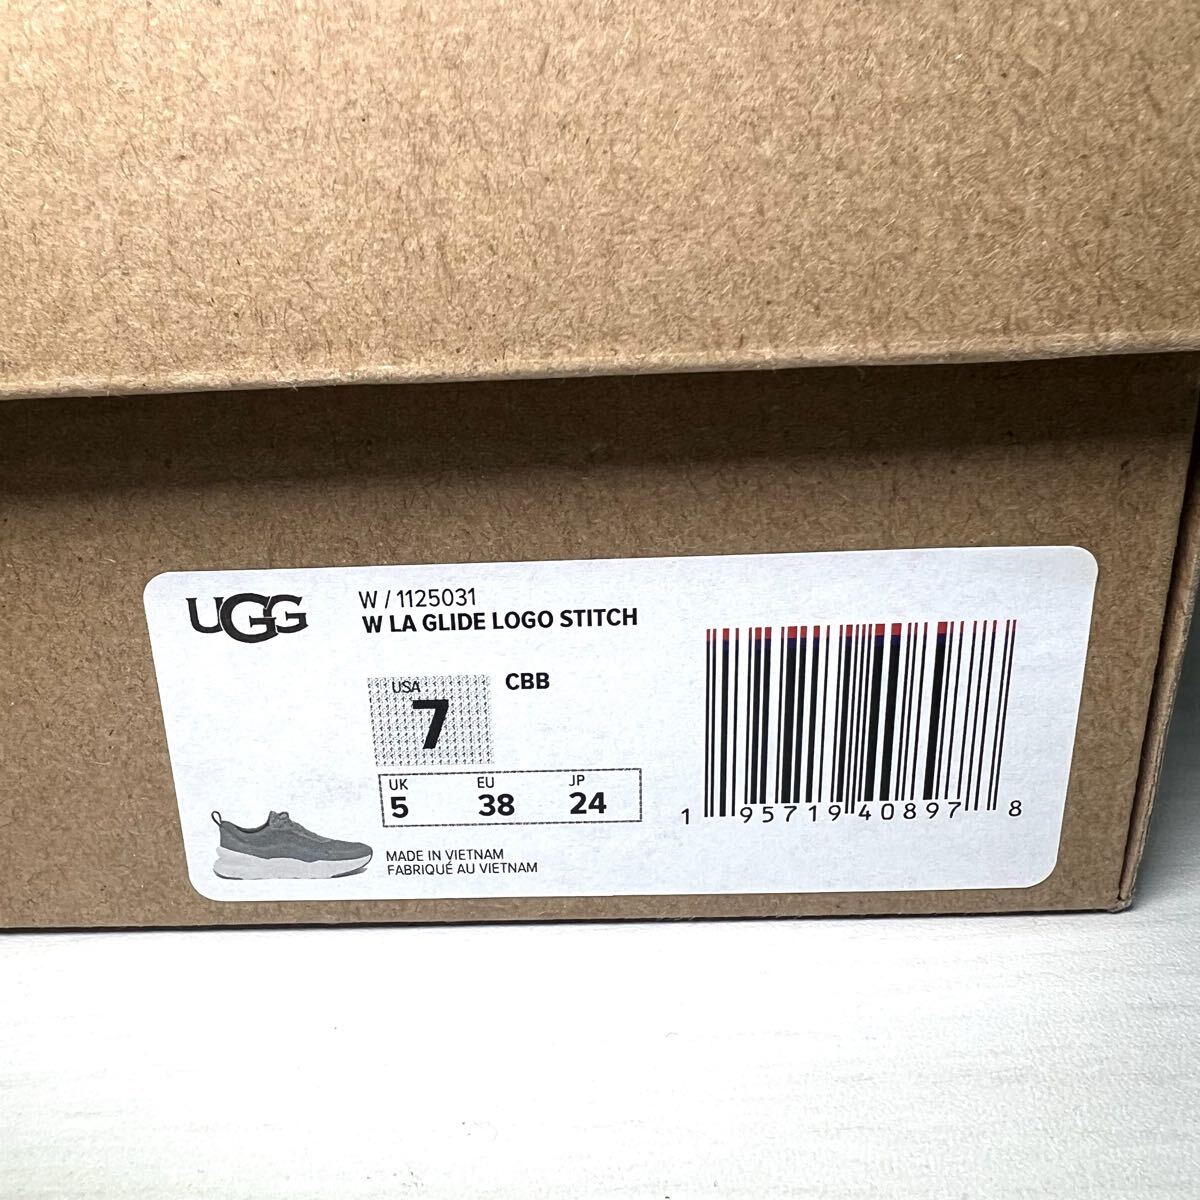 UGG
W / 1125031
W LA GLIDE LOGO STITCH
USA
7
CBB
UK EU JP
5 38 24
MADE IN VIETNAM
FABRIQUÉ AU VIETNAM
1 95719 40897 8